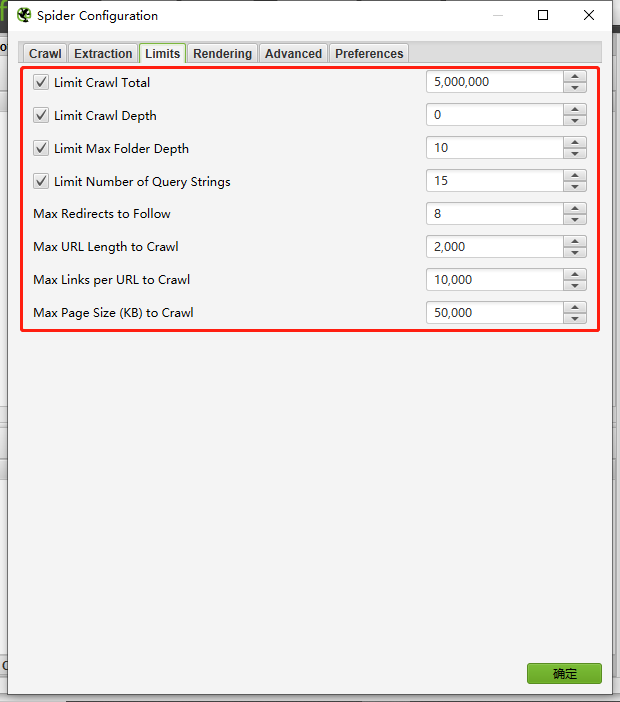 Spider Configuration
Crawl Extraction Limits Rendering Advanced Preferences
Limit Crawl Total 5,000,000
Limit Crawl Depth 0
Limit Max Folder Depth 10
Limit Number of Query Strings 15
Max Redirects to Follow 8
Max URL Length to Crawl 2,000
Max Links per URL to Crawl 10,000
Max Page Size (KB) to Crawl 50,000
确定